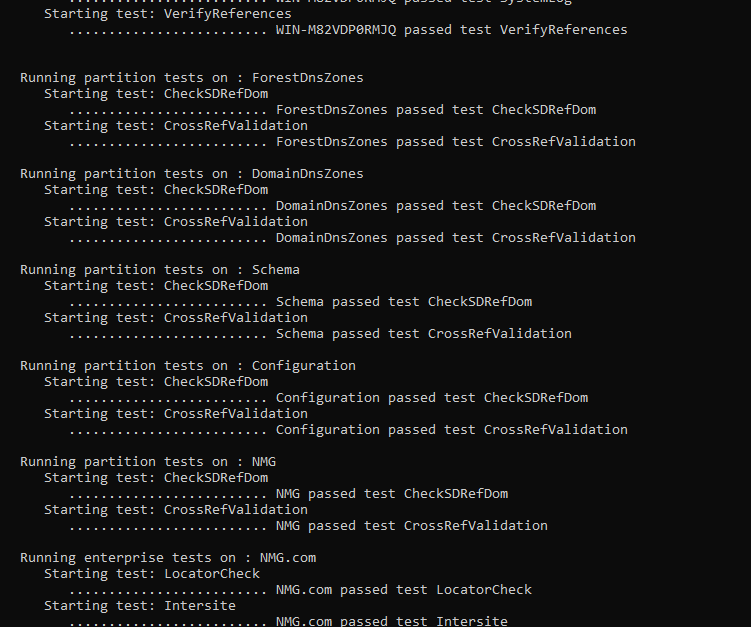 ......................... WIN-M82VDP0RMJQ passed test SystemLog
Starting test: VerifyReferences
......................... WIN-M82VDP0RMJQ passed test VerifyReferences
Running partition tests on : ForestDnsZones
Starting test: CheckSDRefDom
......................... ForestDnsZones passed test CheckSDRefDom
Starting test: CrossRefValidation
......................... ForestDnsZones passed test CrossRefValidation
Running partition tests on : DomainDnsZones
Starting test: CheckSDRefDom
......................... DomainDnsZones passed test CheckSDRefDom
Starting test: CrossRefValidation
......................... DomainDnsZones passed test CrossRefValidation
Running partition tests on : Schema
Starting test: CheckSDRefDom
......................... Schema passed test CheckSDRefDom
Starting test: CrossRefValidation
......................... Schema passed test CrossRefValidation
Running partition tests on : Configuration
Starting test: CheckSDRefDom
......................... Configuration passed test CheckSDRefDom
Starting test: CrossRefValidation
......................... Configuration passed test CrossRefValidation
Running partition tests on : NMG
Starting test: CheckSDRefDom
......................... NMG passed test CheckSDRefDom
Starting test: CrossRefValidation
......................... NMG passed test CrossRefValidation
Running enterprise tests on : NMG.com
Starting test: LocatorCheck
......................... NMG.com passed test LocatorCheck
Starting test: Intersite
......................... NMG.com passed test Intersite